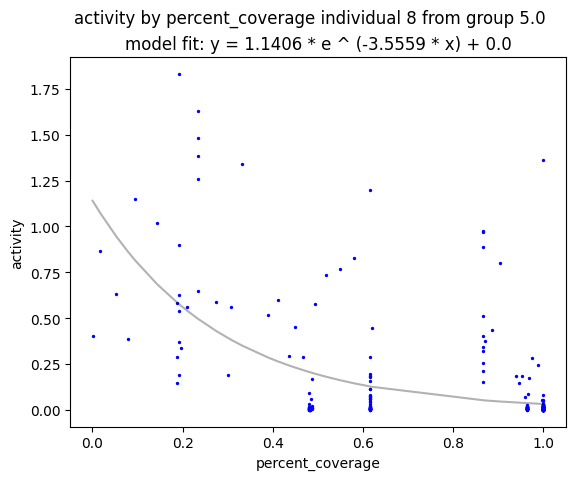 activity by percent_coverage individual 8 from group 5.0
model fit: y = 1.1406 * e ^ (-3.5559 * x) + 0.0
1.75
1.50
1.25
1.00
0.75
0.50
0.25
0.00
activity
0.0 0.2 0.4 0.6 0.8 1.0
percent_coverage